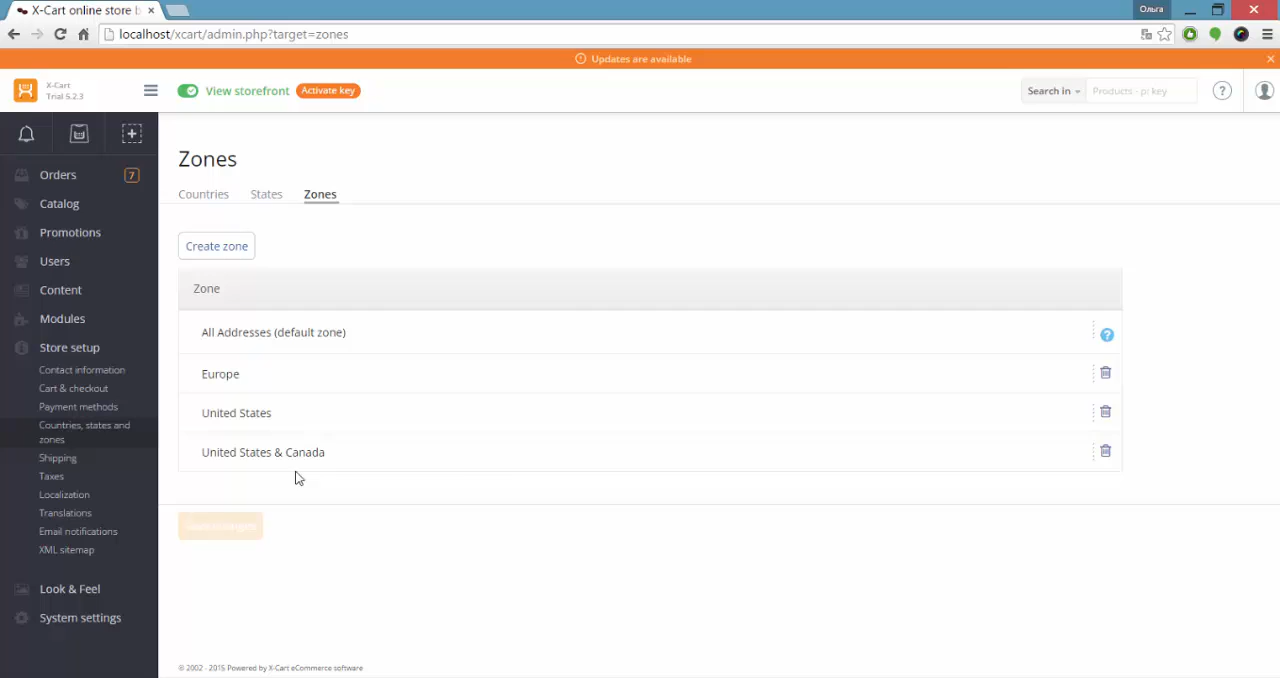 X-Cart online store b
Ольга
localhost/xcart/admin.php?target=zones
Updates are available
X-Cart
Trial 5.2.3
View storefront
Activate key
Search in
Products - p: key
Orders
7
Catalog
Promotions
Users
Content
Modules
Store setup
Contact information
Cart & checkout
Payment methods
Countries, states and
zones
Shipping
Taxes
Localization
Translations
Email notifications
XML sitemap
Look & Feel
System settings
Zones
Countries
States
Zones
Create zone
Zone
All Addresses (default zone)
Europe
United States
United States & Canada
© 2002 - 2015 Powered by X-Cart eCommerce software